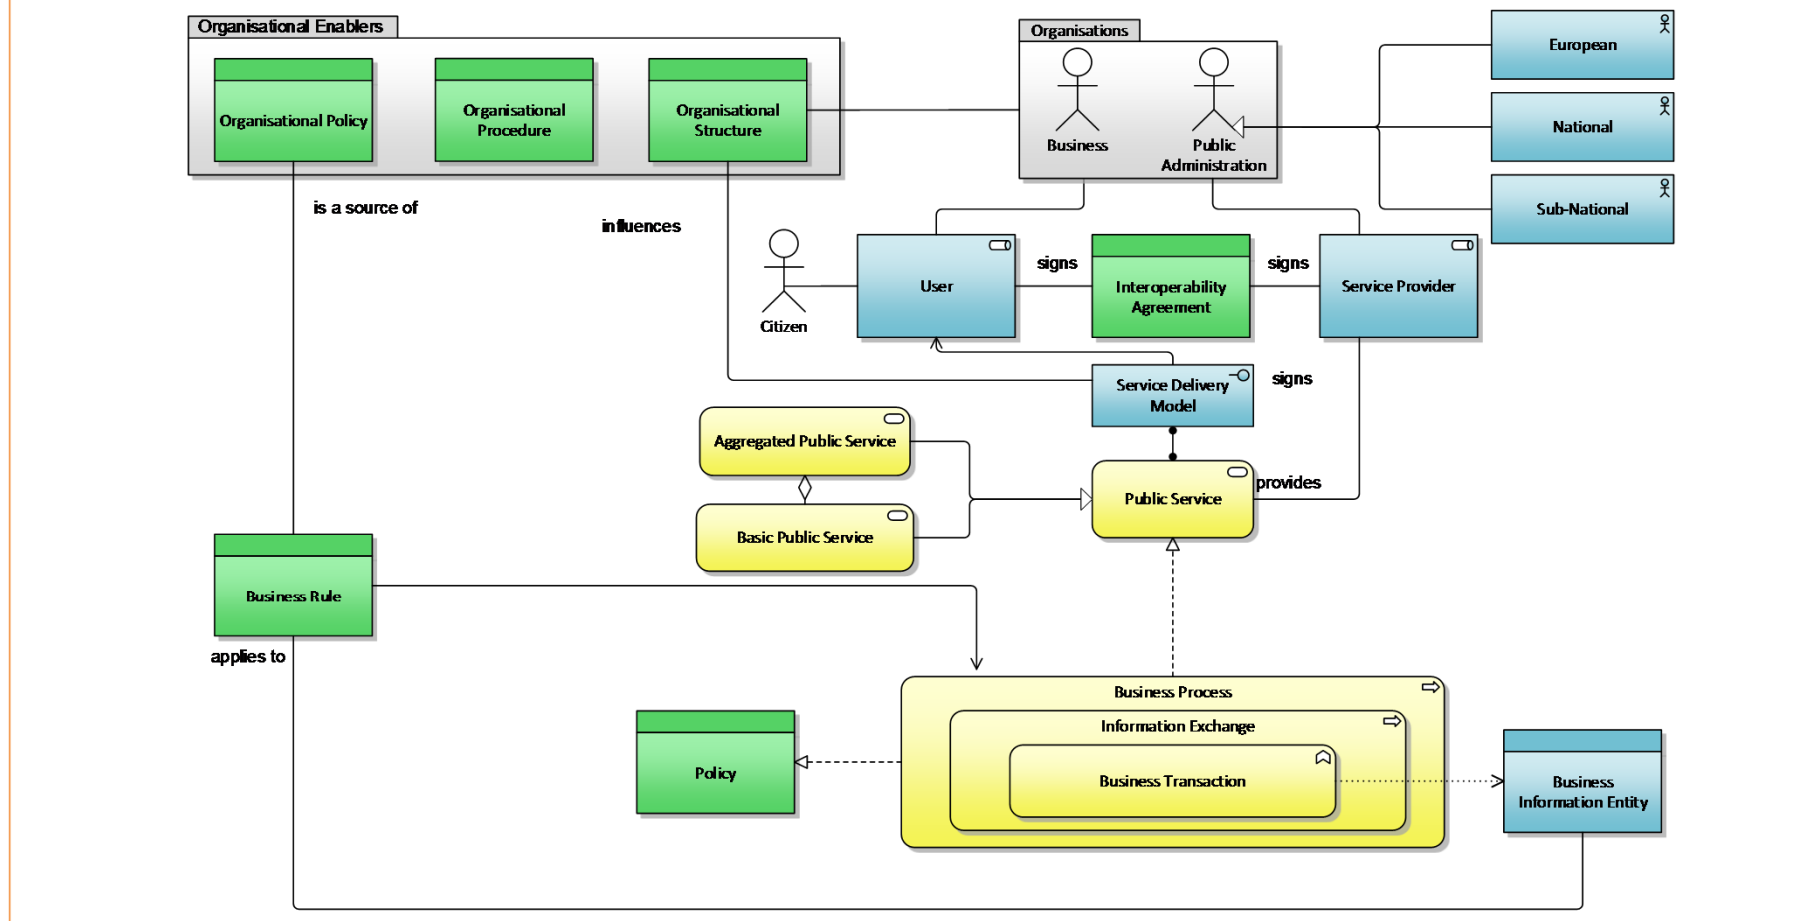 Organisational Enablers
Organisations
European
Organisational Policy
Organisational
Procedure
Organisational
Structure
Business
Public
Administration
National
Sub-National
is a source of
influences
Citizen
User
signs
Interoperability
Agreement
signs
Service Provider
Service Delivery
Model
signs
Aggregated Public Service
Basic Public Service
Public Service
provides
Business Rule
applies to
Business Process
Information Exchange
Business Transaction
Policy
Business
Information Entity